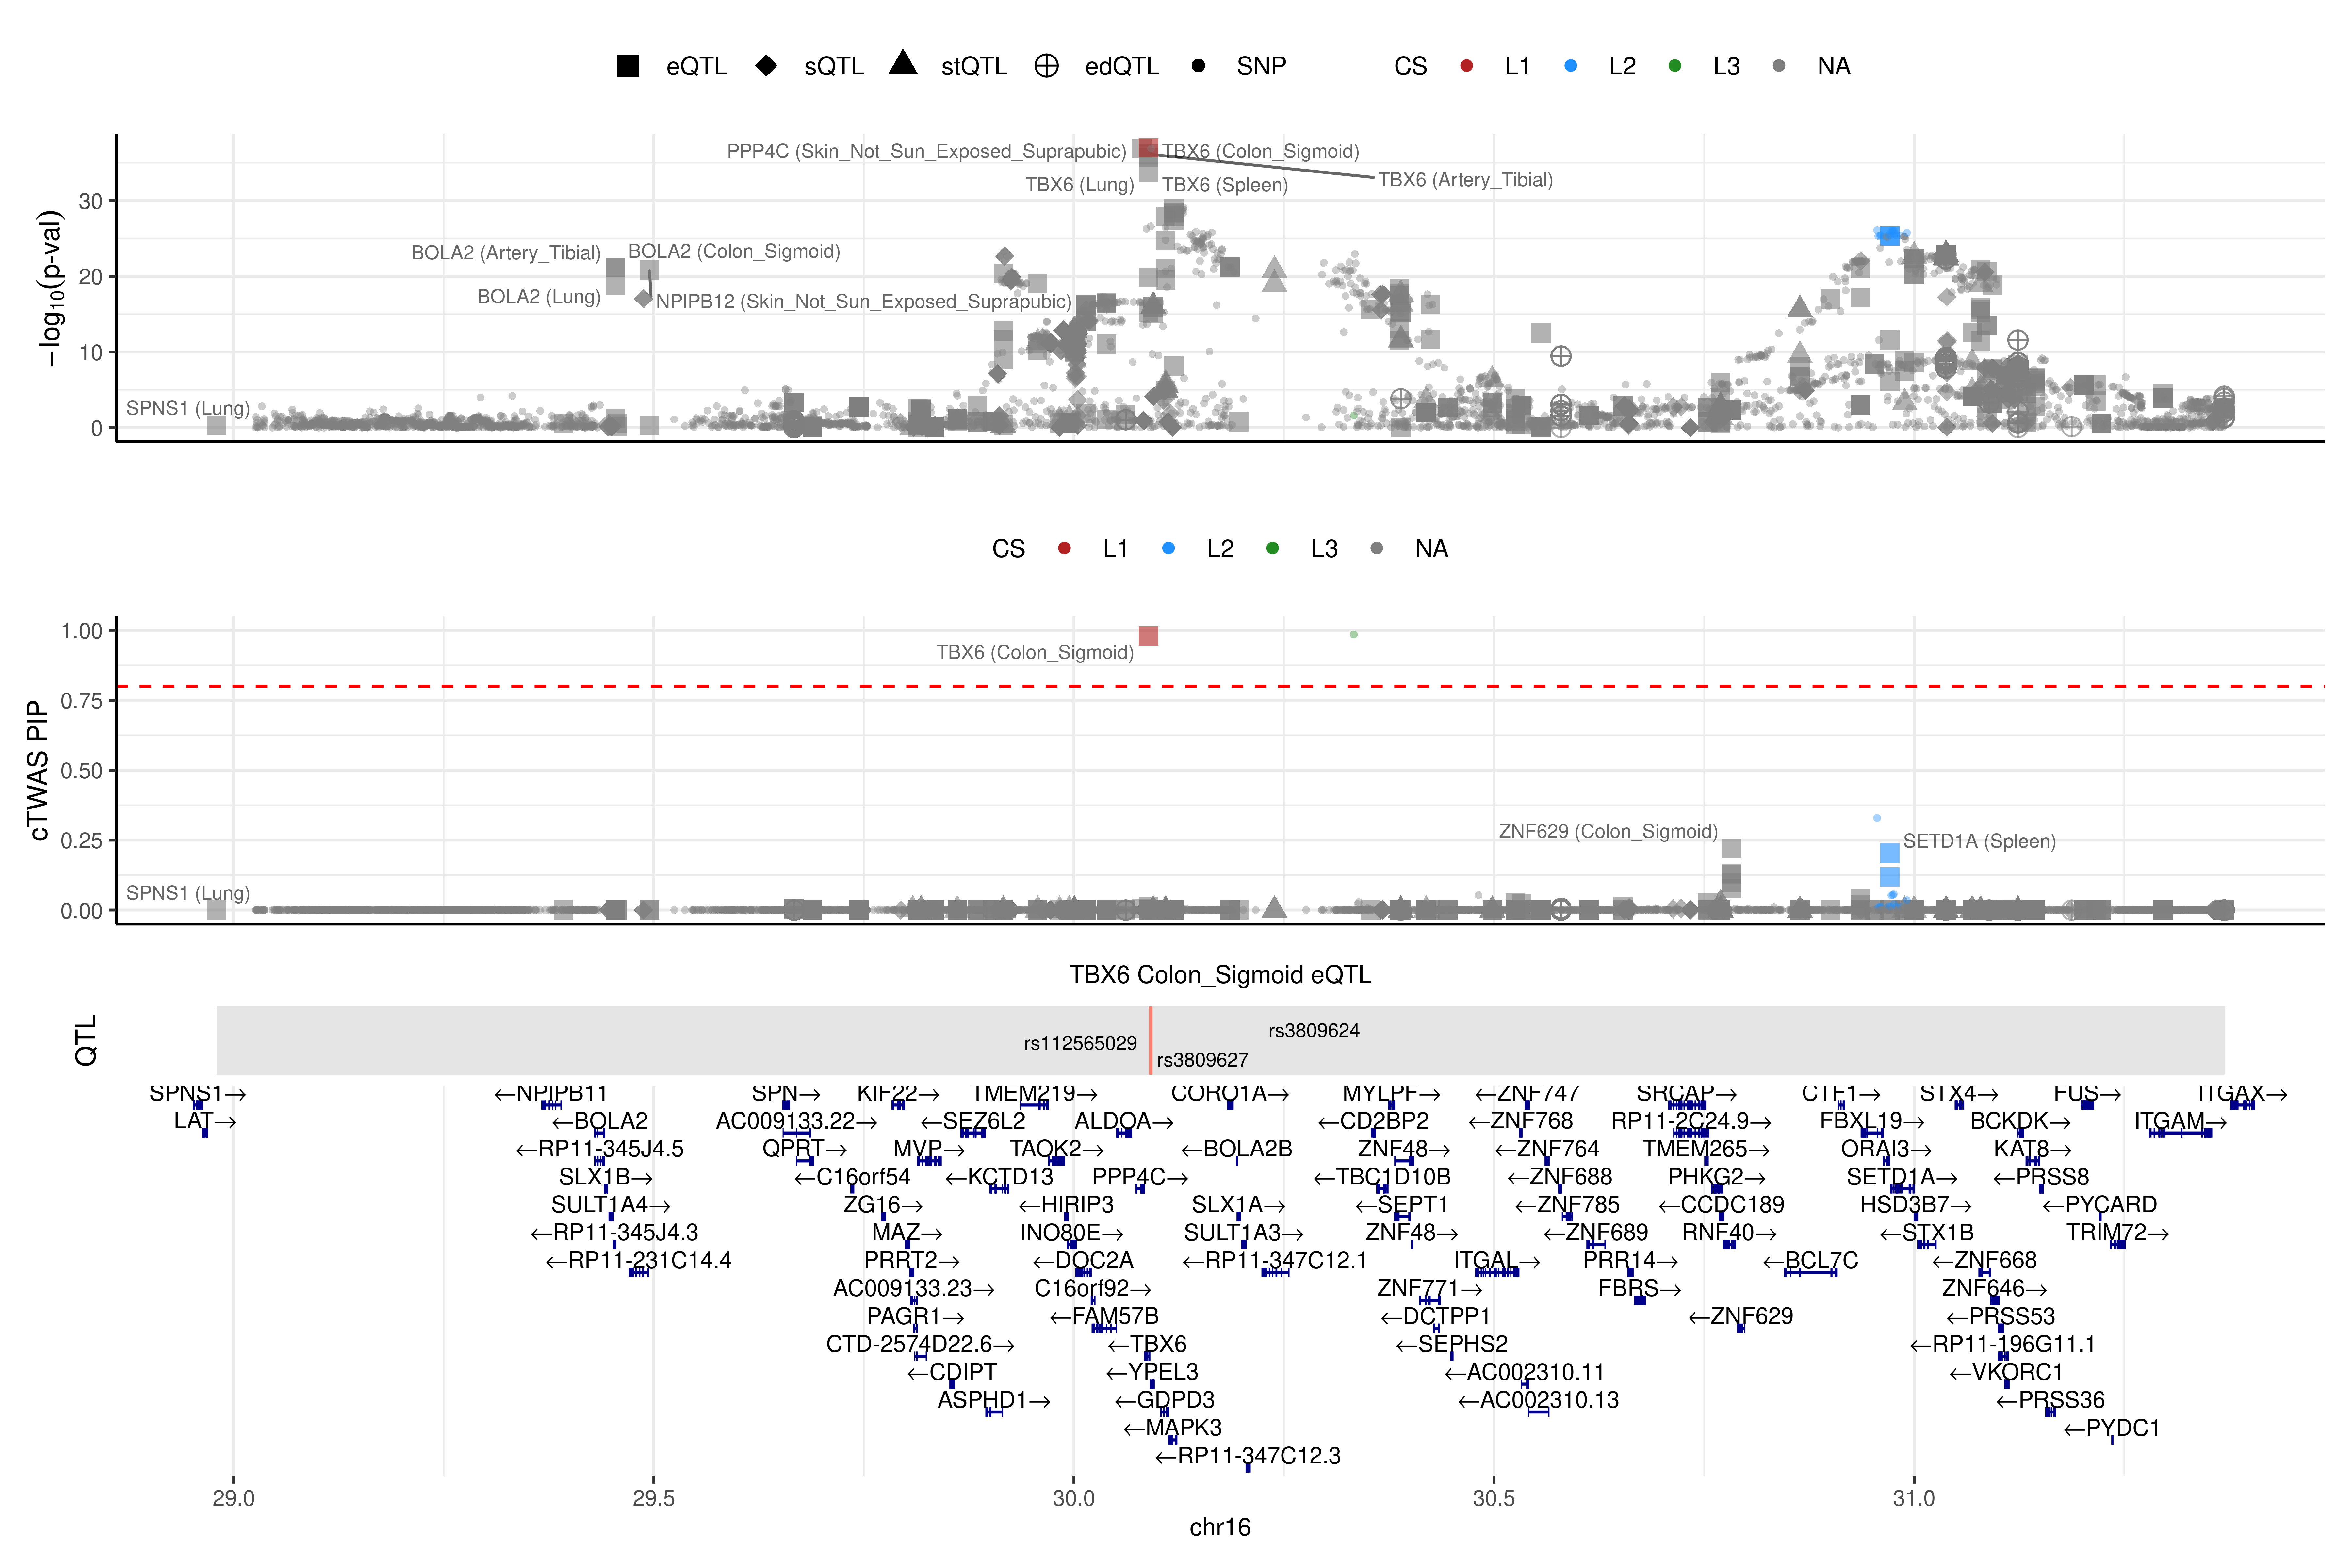 eQTL sQTL stQTL edQTL SNP CS L1 L2 L3 NA
−log10(p-val)
30
20
10
0
PPP4C (Skin_Not_Sun_Exposed_Suprapubic)
TBX6 (Colon_Sigmoid)
TBX6 (Artery_Tibial)
TBX6 (Lung)
TBX6 (Spleen)
BOLA2 (Artery_Tibial)
BOLA2 (Colon_Sigmoid)
BOLA2 (Lung)
NPIPB12 (Skin_Not_Sun_Exposed_Suprapubic)
SPNS1 (Lung)
CS L1 L2 L3 NA
cTWAS PIP
1.00
0.75
0.50
0.25
0.00
TBX6 (Colon_Sigmoid)
ZNF629 (Colon_Sigmoid)
SETD1A (Spleen)
SPNS1 (Lung)
TBX6 Colon_Sigmoid eQTL
QTL
rs3809624
rs112565029
rs3809627
SPNS1→ ←NPIPB11 SPN→ KIF22→ TMEM219→ CORO1A→ MYLPF→ ←ZNF747 SRCAP→ CTF1→ STX4→ FUS→ ITGAX→
LAT→ ←BOLA2 AC009133.22→ ←SEZ6L2 ALDOA→ ←CD2BP2 ←ZNF768 RP11-2C24.9→ FBXL19→ BCKDK→ ITGAM→
←RP11-345J4.5 QPRT→ MVP→ TAOK2→ ←BOLA2B ZNF48→ ←ZNF764 TMEM265→ ORAI3→ KAT8→
SLX1B→ ←C16orf54 ←KCTD13 PPP4C→ ←TBC1D10B ←ZNF688 PHKG2→ SETD1A→ ←PRSS8
SULT1A4→ ZG16→ ←HIRIP3 SLX1A→ ←SEPT1 ←ZNF785 ←CCDC189 HSD3B7→ ←PYCARD
←RP11-345J4.3 MAZ→ INO80E→ SULT1A3→ ZNF48→ ←ZNF689 RNF40→ ←STX1B TRIM72→
←RP11-231C14.4 PRRT2→ ←DOC2A ←RP11-347C12.1 ITGAL→ PRR14→ ←BCL7C ←ZNF668
AC009133.23→ C16orf92→ ZNF771→ FBRS→ ZNF646→
PAGR1→ ←FAM57B ←DCTPP1 ←ZNF629 ←PRSS53
CTD-2574D22.6→ ←TBX6 ←SEPHS2 ←RP11-196G11.1
←CDIPT ←YPEL3 ←AC002310.11 ←VKORC1
ASPHD1→ ←GDPD3 ←AC002310.13 ←PRSS36
←MAPK3 ←PYDC1
←RP11-347C12.3
29.0 29.5 30.0 30.5 31.0
chr16